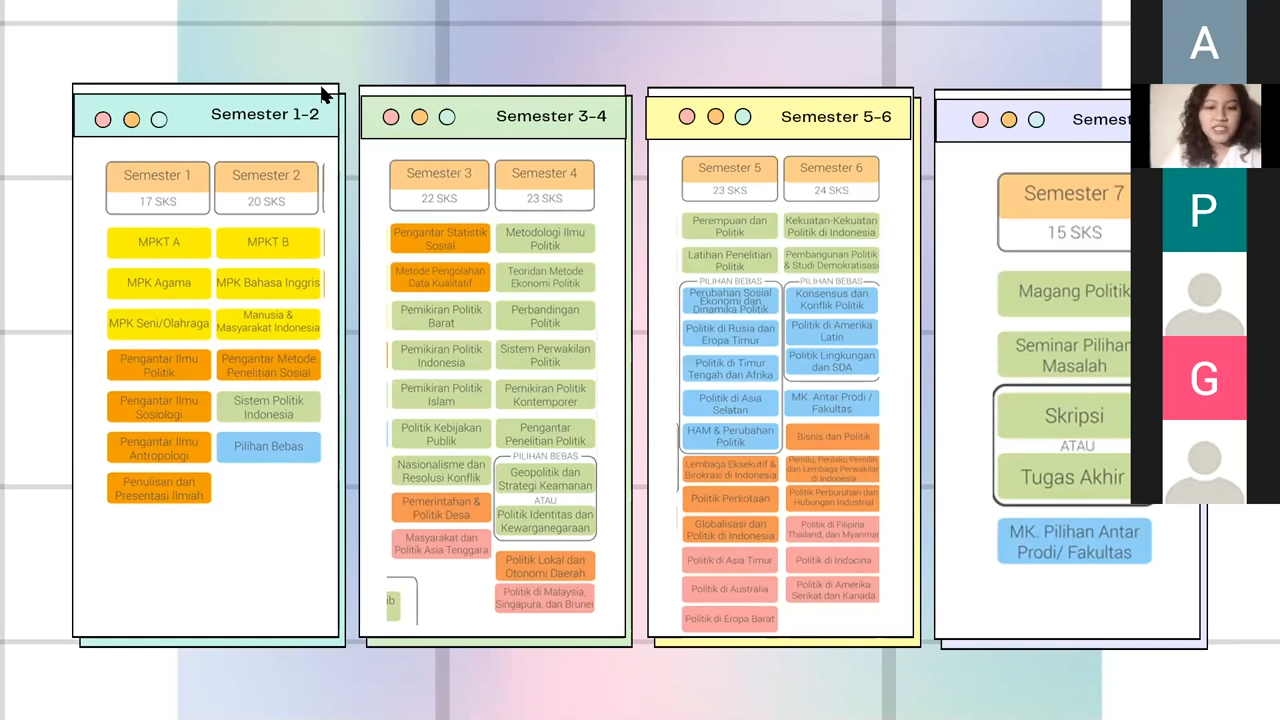 Semester 1-2
Semester 1
17 SKS
MPKT A
MPK Agama
MPK Seni/Olahraga
Pengantar Ilmu
Politik
Pengantar Ilmu
Sosiologi
Pengantar Ilmu
Antropologi
Penulisan dan
Presentasi Ilmiah
Semester 2
20 SKS
MPKT B
MPK Bahasa Inggris
Manusia &
Masyarakat Indonesia
Pengantar Metode
Penelitian Sosial
Sistem Politik
Indonesia
Pilihan Bebas
Semester 3-4
Semester 3
22 SKS
Pengantar Statistik
Sosial
Metode Pengolahan
Data Kualitatif
Pemikiran Politik
Barat
Pemikiran Politik
Indonesia
Pemikiran Politik
Islam
Politik Kebijakan
Publik
Nasionalisme dan
Resolusi Konflik
Pemerintahan &
Politik Desa
Masyarakat dan
Politik Asia Tenggara
ib
Semester 4
23 SKS
Metodologi Ilmu
Politik
Teoridan Metode
Ekonomi Politik
Perbandingan
Politik
Sistem Perwakilan
Politik
Pemikiran Politik
Kontemporer
Pengantar
Penelitian Politik
PILIHAN BEBAS
Geopolitik dan
Strategi Keamanan
ATAU
Politik Identitas dan
Kewarganegaraan
Politik Lokal dan
Otonomi Daerah
Politik di Malaysia,
Singapura, dan Brunei
Semester 5-6
Semester 5
23 SKS
Perempuan dan
Politik
Latihan Penelitian
Politik
PILIHAN BEBAS
Perubahan Sosial
Ekonomi dan
Dinamika Politik
Politik di Rusia dan
Eropa Timur
Politik di Timur
Tengah dan Afrika
Politik di Asia
Selatan
HAM & Perubahan
Politik
Lembaga Eksekutif &
Birokrasi di Indonesia
Politik Perkotaan
Globalisasi dan
Politik di Indonesia
Politik di Asia Timur
Politik di Australia
Politik di Eropa Barat
Semester 6
24 SKS
Kekuatan-Kekuatan
Politik di Indonesia
Pembangunan Politik
& Studi Demokratisasi
PILIHAN BEBAS
Konsensus dan
Konflik Politik
Politik di Amerika
Latin
Politik Lingkungan
dan SDA
MK. Antar Prodi /
Fakultas
Bisnis dan Politik
Pemilu, Perilaku Pemilih
dan Lembaga Perwakilan
di Indonesia
Politik Perburuhan dan
Hubungan Industrial
Politik di Filipina
Thailand, dan Myanmar
Politik di Indocina
Politik di Amerika
Serikat dan Kanada
Semest
Semester 7
15 SKS
Magang Politik
Seminar Pilihan
Masalah
Skripsi
ATAU
Tugas Akhir
MK. Pilihan Antar
Prodi/ Fakultas
A
P
G